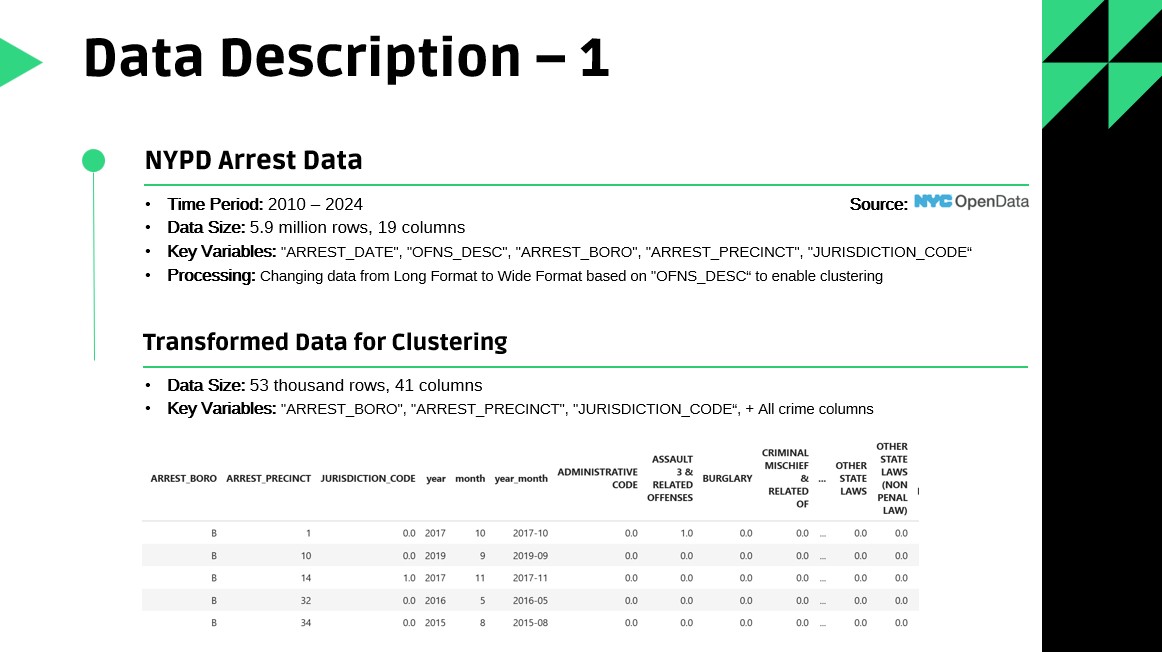 Data Description – 1
NYPD Arrest Data
• Time Period: 2010 – 2024
Source: NYC OpenData
• Data Size: 5.9 million rows, 19 columns
• Key Variables: "ARREST_DATE", "OFNS_DESC", "ARREST_BORO", "ARREST_PRECINCT", "JURISDICTION_CODE“
• Processing: Changing data from Long Format to Wide Format based on "OFNS_DESC“ to enable clustering
Transformed Data for Clustering
• Data Size: 53 thousand rows, 41 columns
• Key Variables: "ARREST_BORO", "ARREST_PRECINCT", "JURISDICTION_CODE“, + All crime columns
ARREST_BORO ARREST_PRECINCT JURISDICTION_CODE year month year_month
ADMINISTRATIVE
CODE
ASSAULT
3 &
RELATED
OFFENSES
BURGLARY
CRIMINAL
MISCHIEF
&
RELATED
OF
...
OTHER
STATE
LAWS
OTHER
STATE
LAWS
(NON
PENAL
LAW)
B 1 0.0 2017 10 2017-10 0.0 1.0 0.0 0.0 ... 0.0 0.0
B 10 0.0 2019 9 2019-09 0.0 0.0 0.0 0.0 ... 0.0 0.0
B 14 1.0 2017 11 2017-11 0.0 0.0 0.0 0.0 ... 0.0 0.0
B 32 0.0 2016 5 2016-05 0.0 0.0 0.0 0.0 ... 0.0 0.0
B 34 0.0 2015 8 2015-08 0.0 0.0 0.0 0.0 ... 0.0 0.0